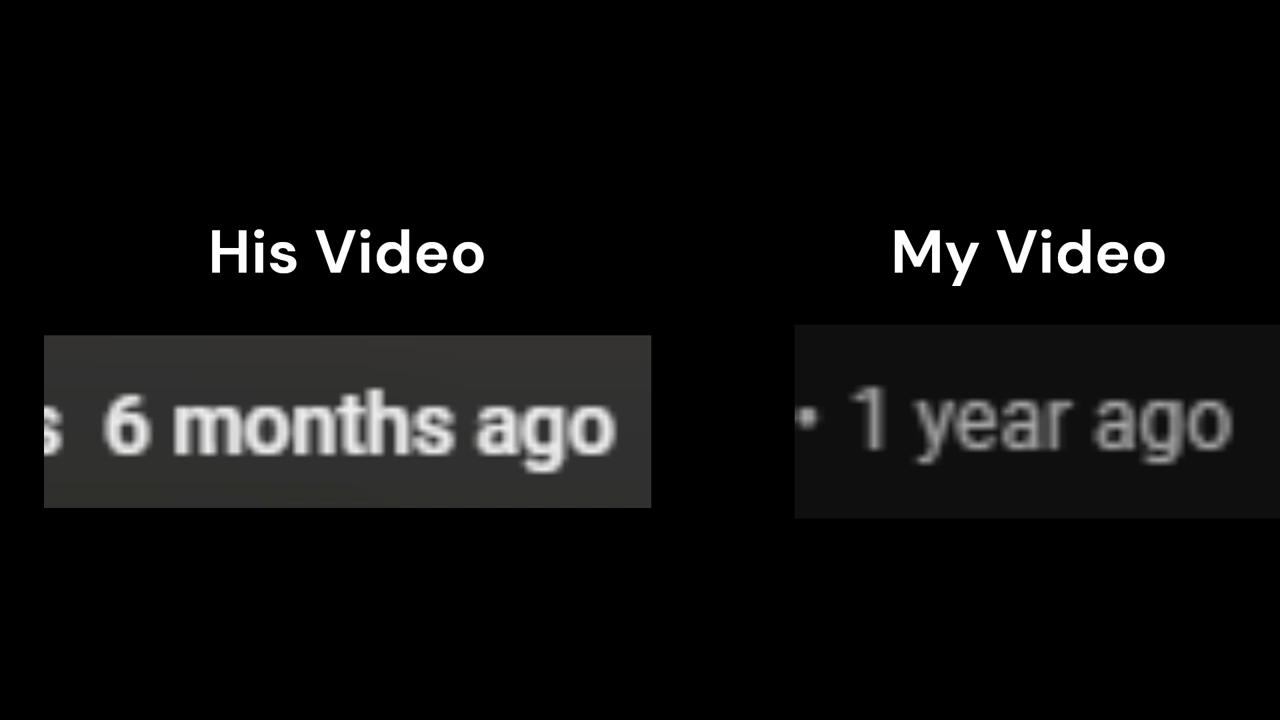 His Video
My Video
s 6 months ago
• 1 year ago